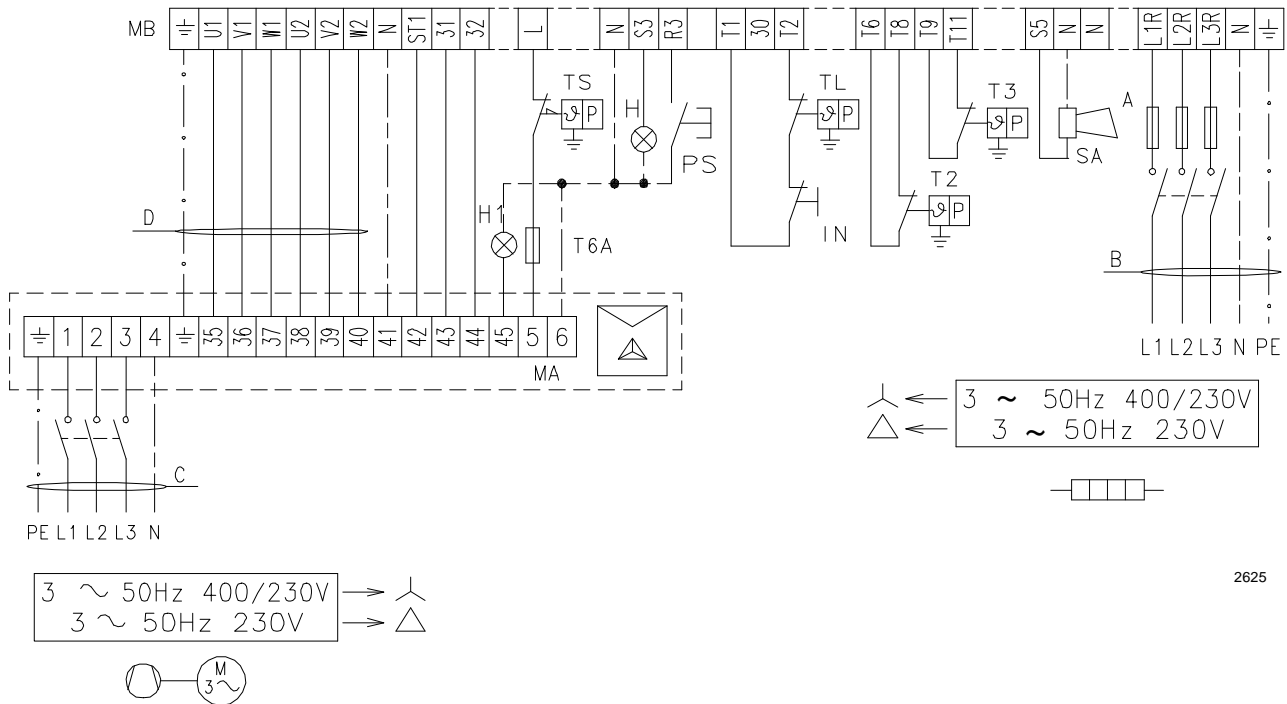 MB ⏚ U1 V1 W1 U2 V2 W2 N ST1 31 32 L N S3 R3 T1 30 T2 T6 T8 T9 T11 S5 N N L1R L2R L3R N ⏚
TS
ϑ P
H
PS
TL
ϑ P
IN
T3
ϑ P
T2
ϑ P
SA
A
D
H1
T6A
B
L1 L2 L3 N PE
⏚ 1 2 3 4 ⏚ 35 36 37 38 39 40 41 42 43 44 45 5 6
MA
C
PE L1 L2 L3 N
3 ~ 50Hz 400/230V
3 ~ 50Hz 230V
3 ~ 50Hz 400/230V
3 ~ 50Hz 230V
M
3~
2625